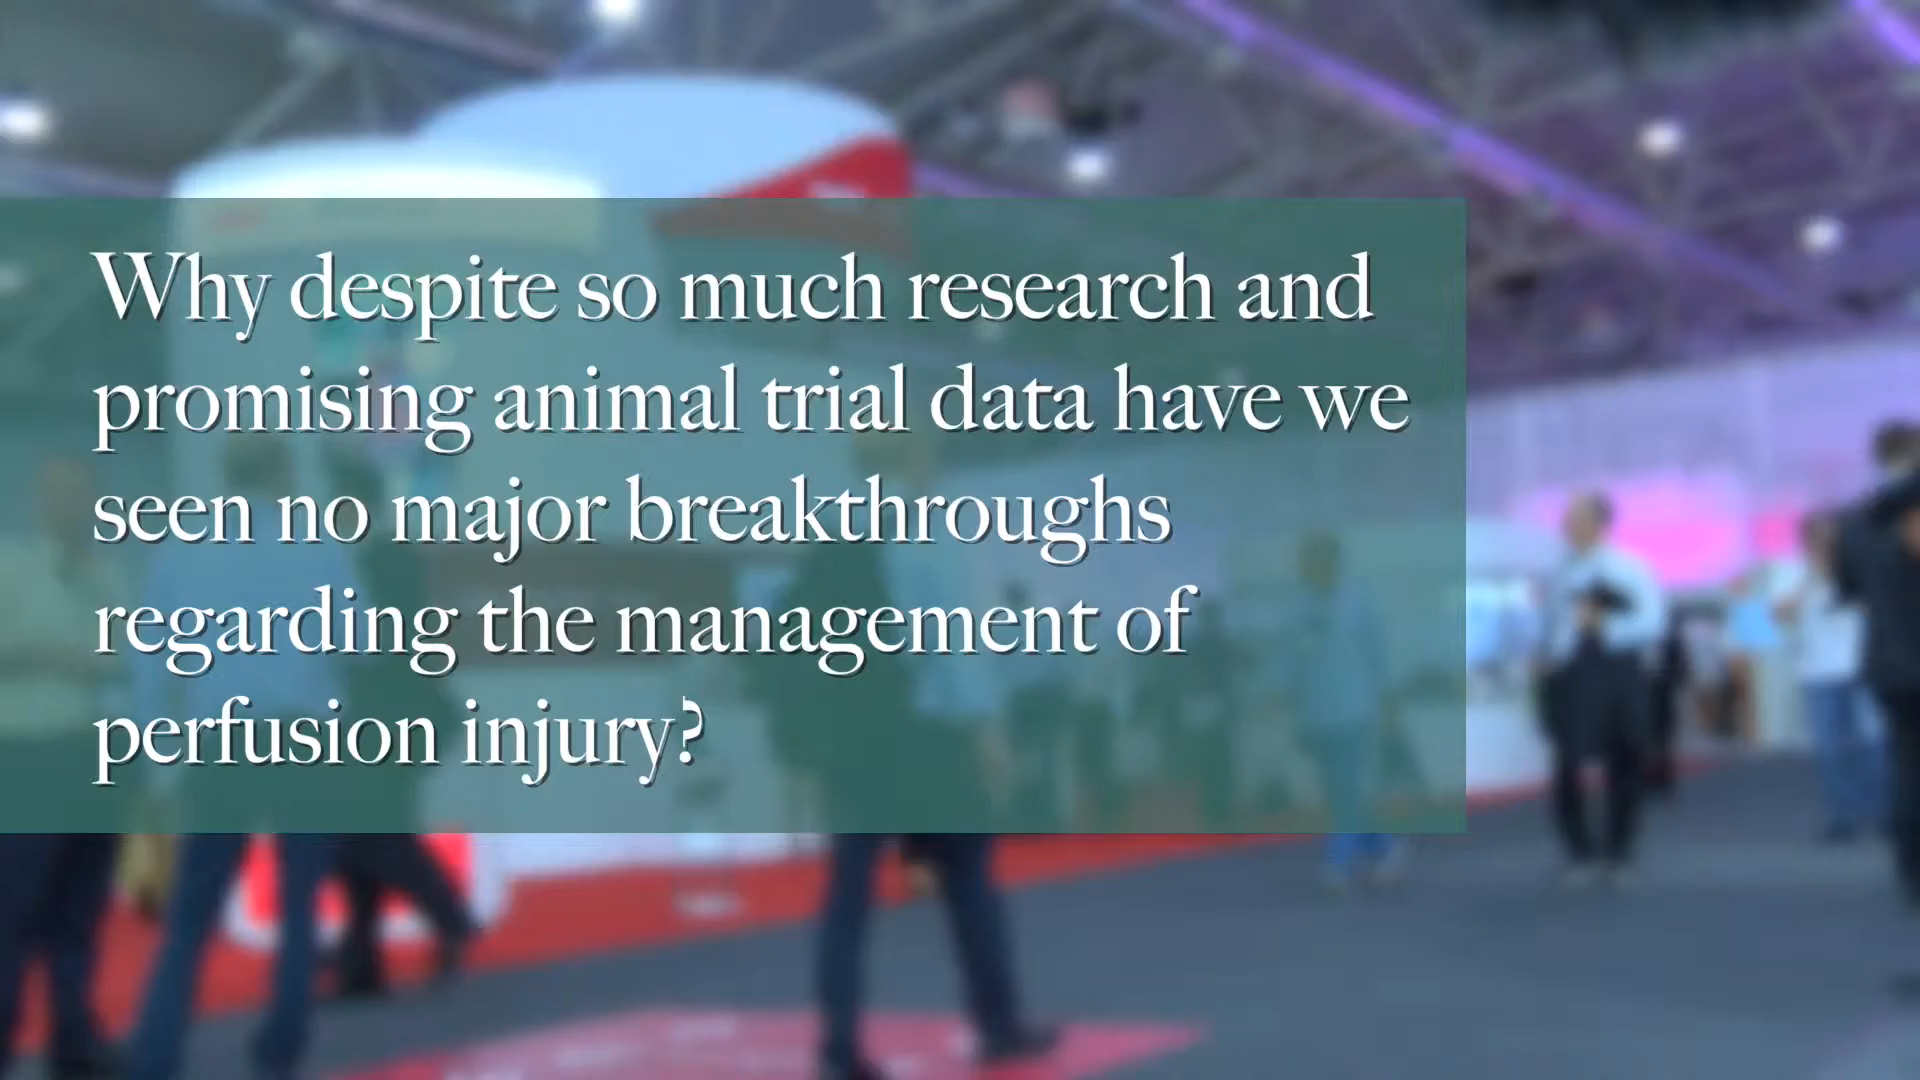 Why despite so much research and
promising animal trial data have we
seen no major breakthroughs
regarding the management of
perfusion injury?